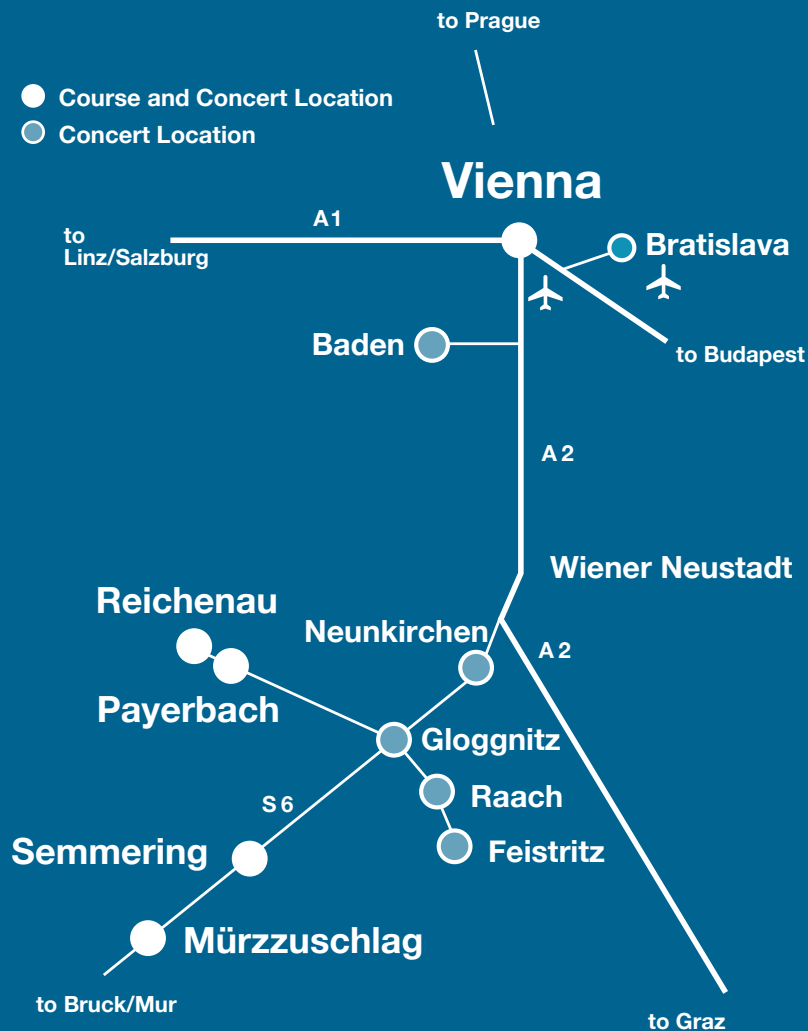 to Prague
Course and Concert Location
Concert Location
Vienna
A 1
to
Linz/Salzburg
Bratislava
Baden
to Budapest
A 2
Wiener Neustadt
Reichenau
Neunkirchen
A 2
Payerbach
Gloggnitz
Raach
S 6
Semmering
Feistritz
Mürzzuschlag
to Bruck/Mur
to Graz